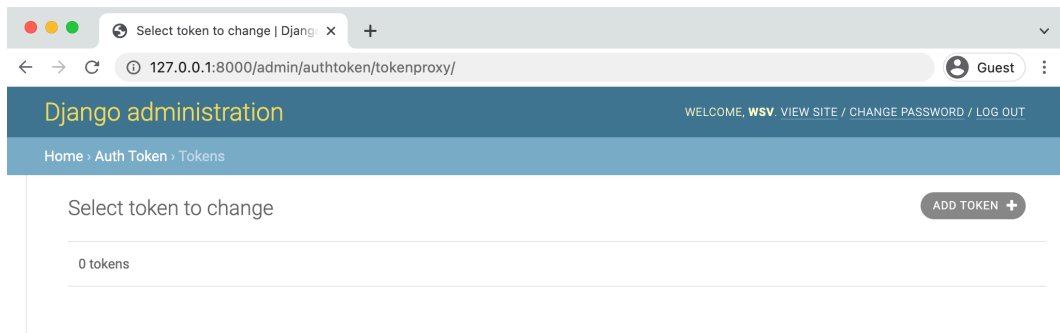 Select token to change | Djang
127.0.0.1:8000/admin/authtoken/tokenproxy/
Guest
Django administration
WELCOME, WSV. VIEW SITE / CHANGE PASSWORD / LOG OUT
Home › Auth Token › Tokens
Select token to change
ADD TOKEN +
0 tokens